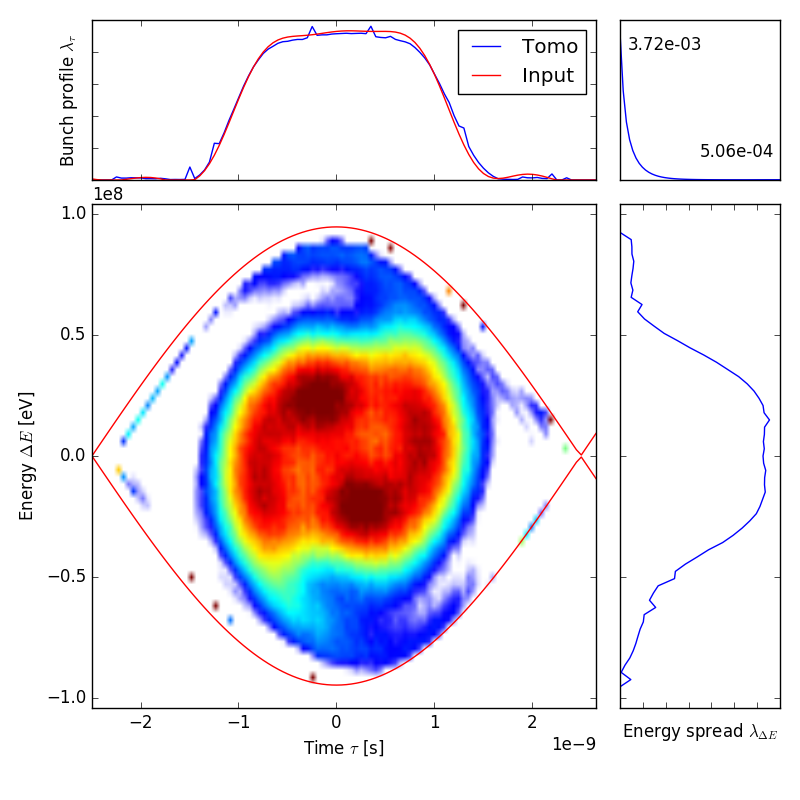 Bunch profile λτ
Tomo
Input
3.72e-03
5.06e-04
1e8
1.0
0.5
0.0
−0.5
−1.0
Energy ΔE [eV]
−2
−1
0
1
2
1e−9
Time τ [s]
Energy spread λΔE